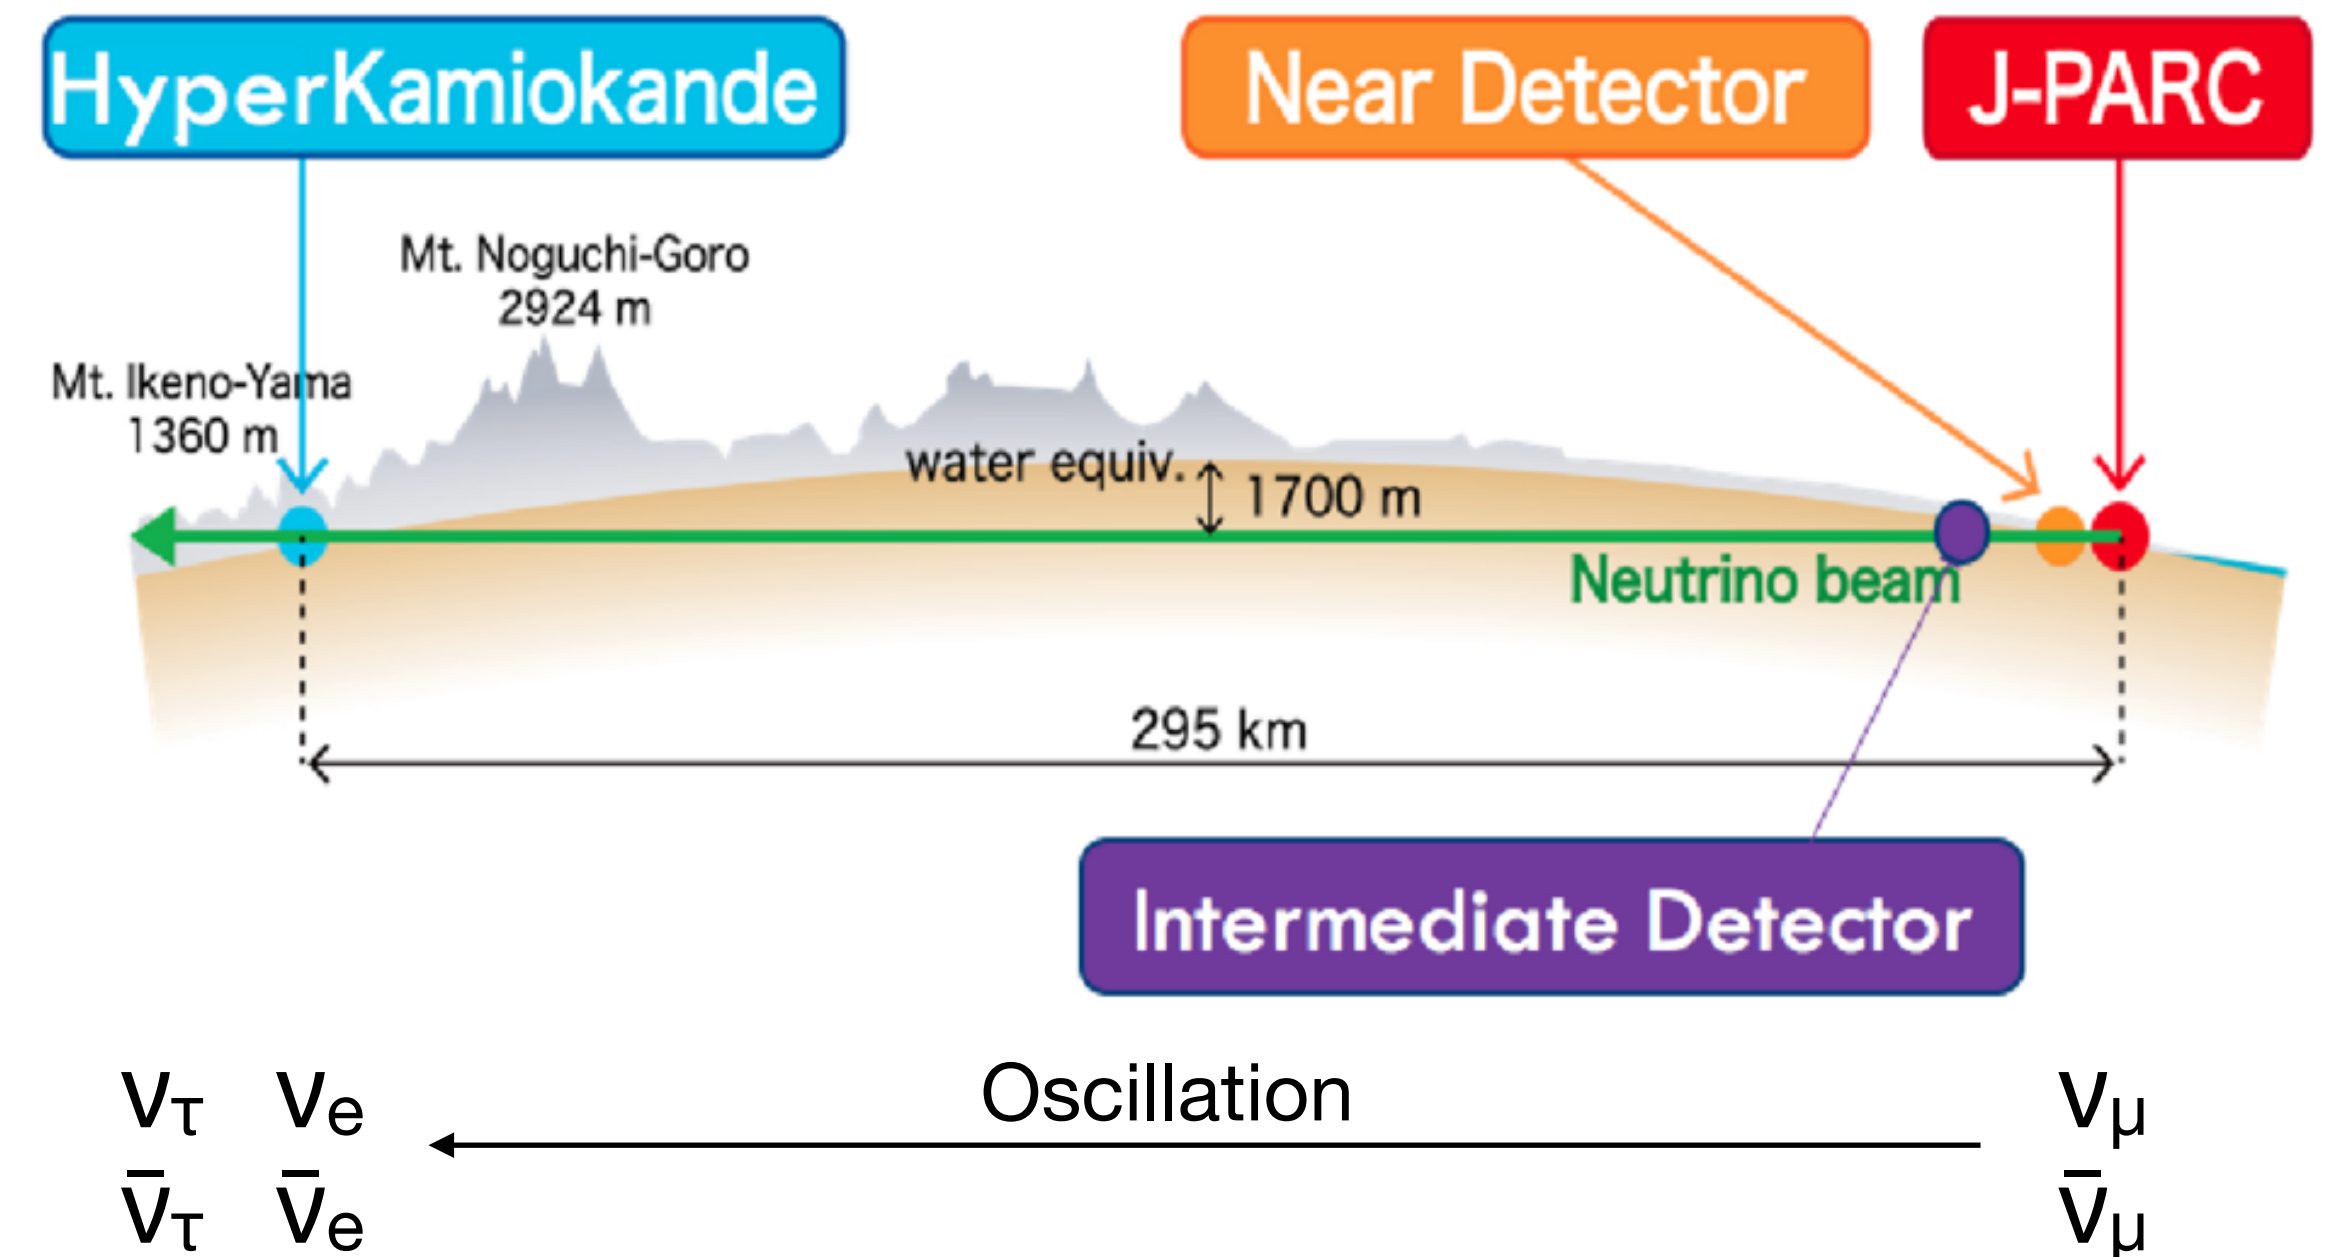 HyperKamiokande
Near Detector
J-PARC
Mt. Noguchi-Goro
2924 m
Mt. Ikeno-Yama
1360 m
water equiv.
1700 m
Neutrino beam
295 km
Intermediate Detector
Oscillation
ντ νe
νμ
ν̄τ ν̄e
ν̄μ